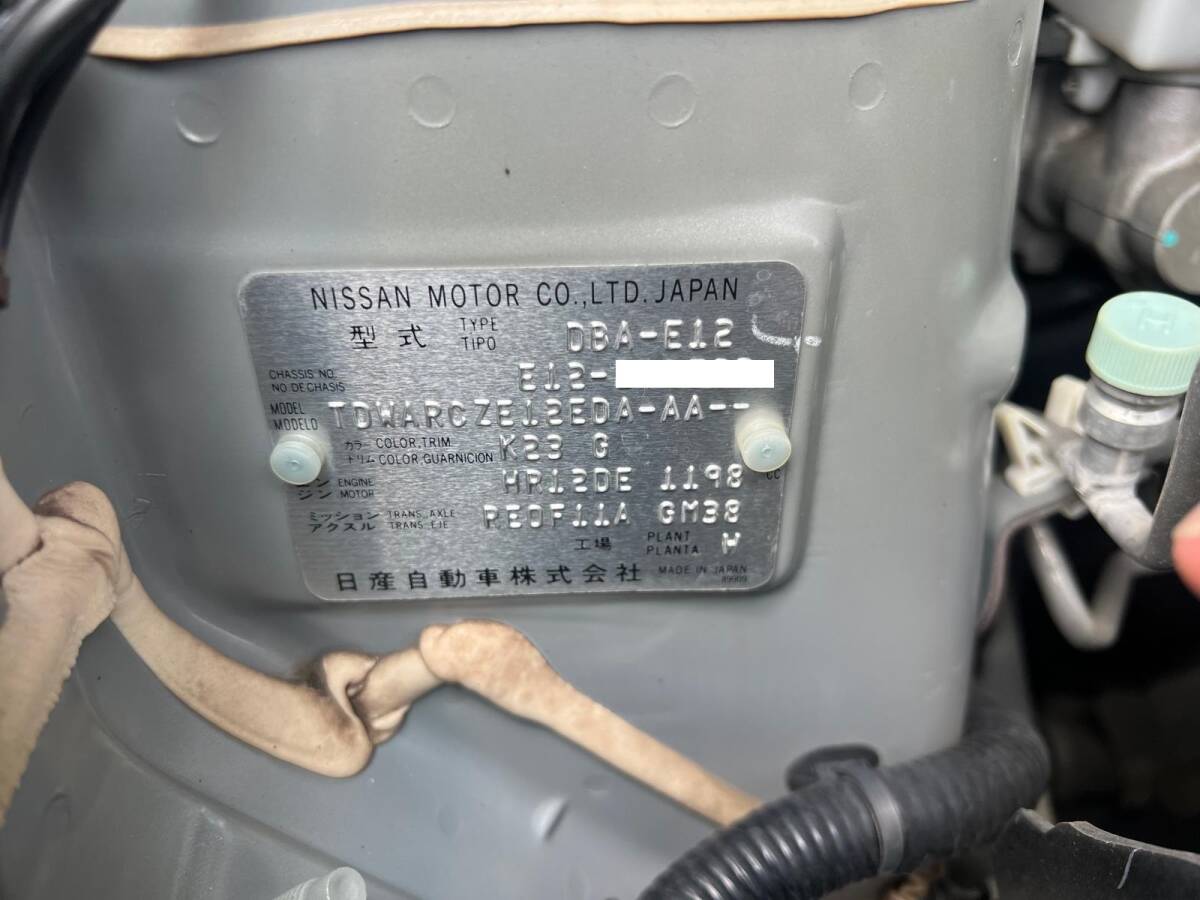 NISSAN MOTOR CO.,LTD.JAPAN
型式 TYPE TIPO DBA-E12
CHASSIS NO. NO DE CHASIS E12-
MODEL MODELO TDWARCZE12EDA-AA--
カラー COLOR,TRIM トリム COLOR,GUARNICION K23 G
ジン ENGINE MOTOR HR12DE 1198 CC
ミッション アクスル TRANS.,AXLE TRANS.,EJE RE0F11A GM38
工場 PLANT PLANTA
日産自動車株式会社 MADE IN JAPAN